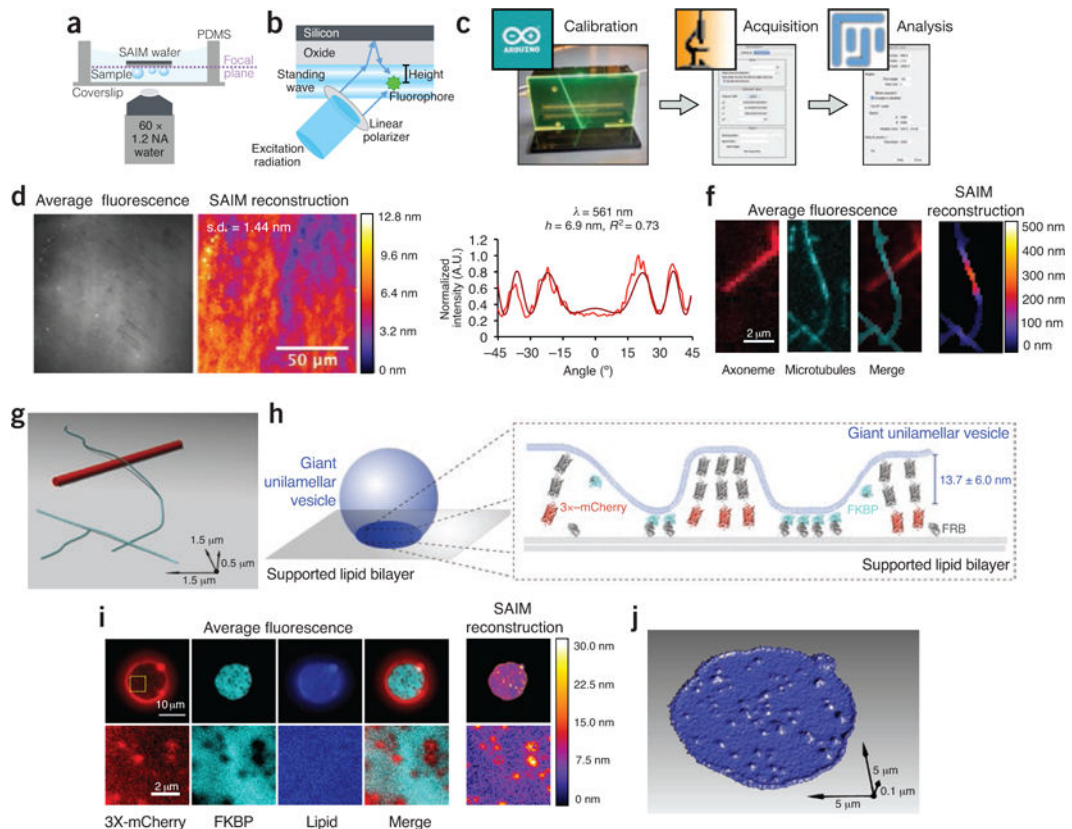 a
SAIM wafer
PDMS
Focal
plane
Sample
Coverslip
60 ×
1.2 NA
water
b
Silicon
Oxide
Standing
wave
Height
Fluorophore
Linear
polarizer
Excitation
radiation
c
Calibration
ARDUINO
Acquisition
Analysis
d
Average fluorescence
SAIM reconstruction
s.d. = 1.44 nm
50 μm
12.8 nm
9.6 nm
6.4 nm
3.2 nm
0 nm
λ = 561 nm
h = 6.9 nm, R² = 0.73
Normalized
intensity (A.U.)
1.2
1.0
0.8
0.6
0.4
0.2
0
−45
−30
−15
0
15
30
45
Angle (°)
f
Average fluorescence
SAIM
reconstruction
2 μm
Axoneme
Microtubules
Merge
500 nm
400 nm
300 nm
200 nm
100 nm
0 nm
g
1.5 μm
0.5 μm
1.5 μm
h
Giant
unilamellar
vesicle
Supported lipid bilayer
Giant unilamellar vesicle
13.7 ± 6.0 nm
3×–mCherry
FKBP
FRB
Supported lipid bilayer
i
Average fluorescence
SAIM
reconstruction
10 μm
2 μm
3X-mCherry
FKBP
Lipid
Merge
30.0 nm
22.5 nm
15.0 nm
7.5 nm
0 nm
j
5 μm
0.1 μm
5 μm